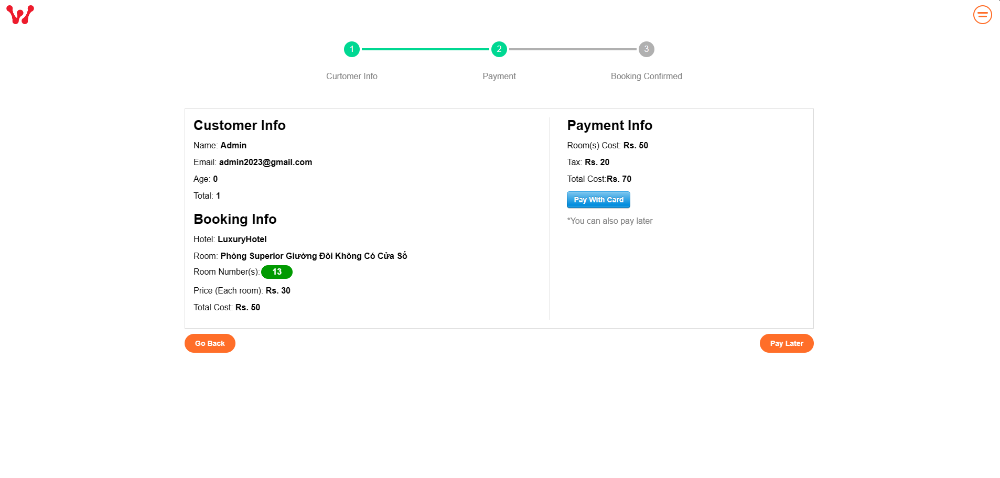 1
2
3
Curtomer Info
Payment
Booking Confirmed
Customer Info
Name: Admin
Email: admin2023@gmail.com
Age: 0
Total: 1
Booking Info
Hotel: LuxuryHotel
Room: Phòng Superior Giường Đôi Không Có Cửa Sổ
Room Number(s): 13
Price (Each room): Rs. 30
Total Cost: Rs. 50
Payment Info
Room(s) Cost: Rs. 50
Tax: Rs. 20
Total Cost:Rs. 70
Pay With Card
*You can also pay later
Go Back
Pay Later